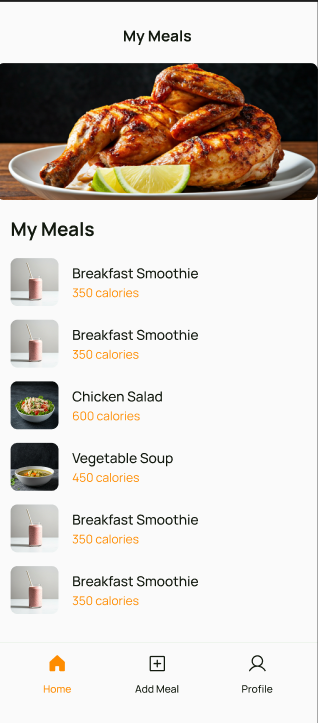 My Meals
My Meals
Breakfast Smoothie
350 calories
Breakfast Smoothie
350 calories
Chicken Salad
600 calories
Vegetable Soup
450 calories
Breakfast Smoothie
350 calories
Breakfast Smoothie
350 calories
Home
Add Meal
Profile